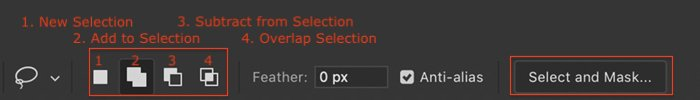 1. New Selection 3. Subtract from Selection
2. Add to Selection 4. Overlap Selection
1 2 3 4
Feather: 0 px Anti-alias Select and Mask...